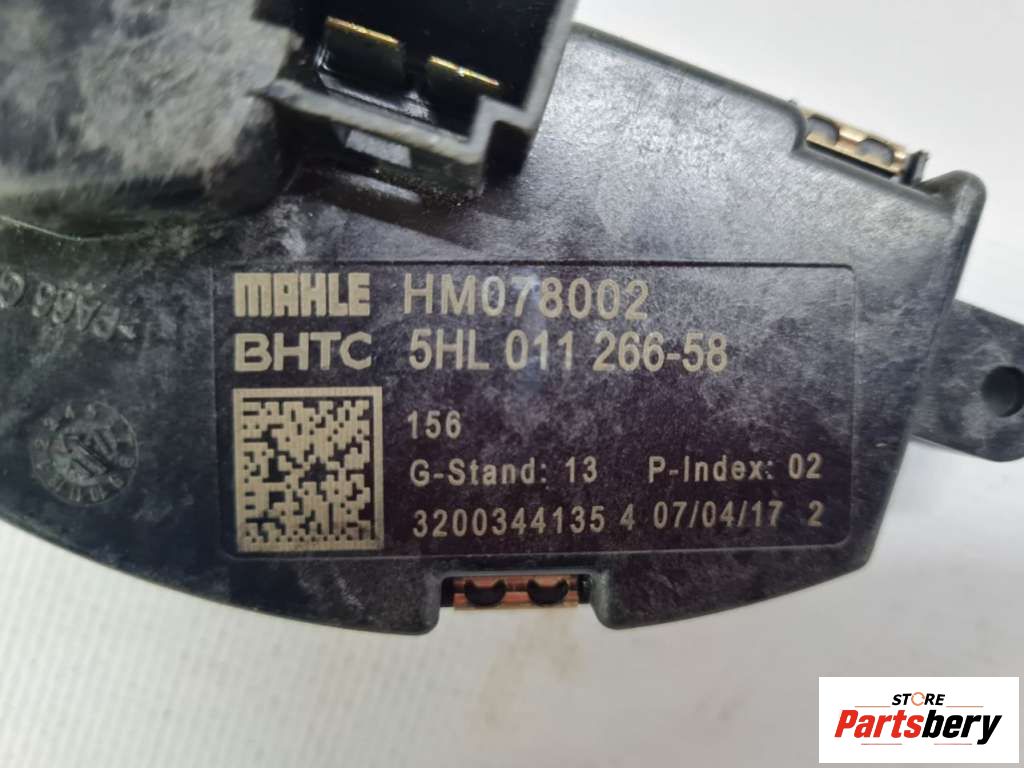 MAHLE HM078002
BHTC 5HL 011 266-58
156
G-Stand: 13 P-Index: 02
3200344135 4 07/04/17 2
STORE
Partsbery